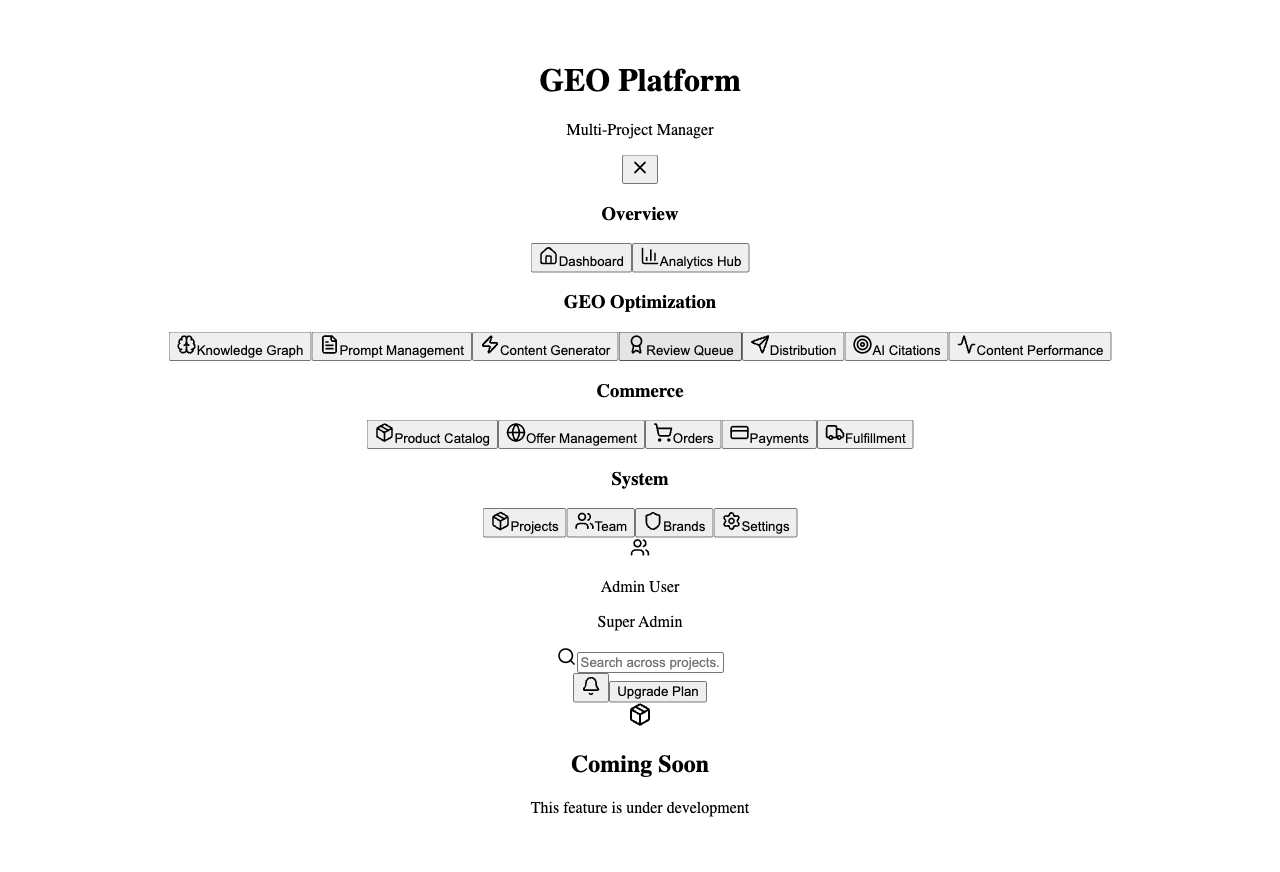 GEO Platform
Multi-Project Manager
Overview
Dashboard Analytics Hub
GEO Optimization
Knowledge Graph Prompt Management Content Generator Review Queue Distribution AI Citations Content Performance
Commerce
Product Catalog Offer Management Orders Payments Fulfillment
System
Projects Team Brands Settings
Admin User
Super Admin
Search across projects.
Upgrade Plan
Coming Soon
This feature is under development